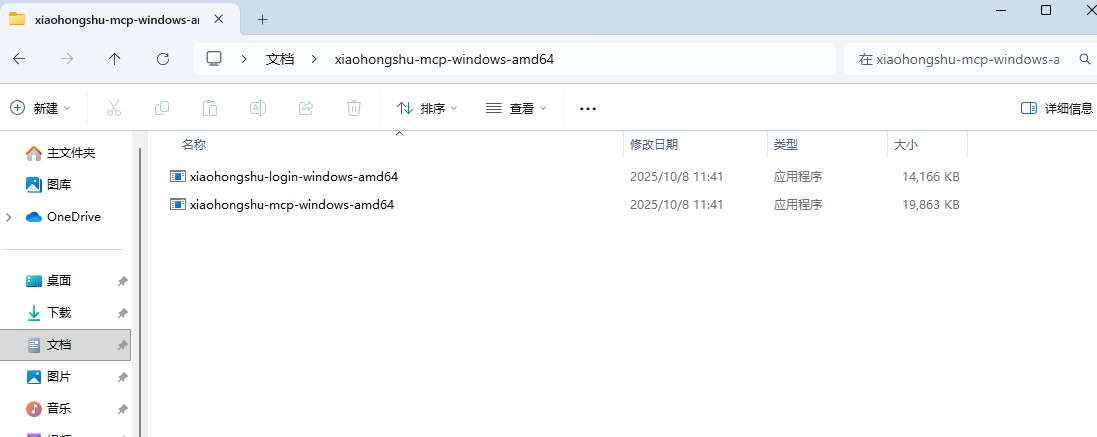 xiaohongshu-mcp-windows-am
文档 xiaohongshu-mcp-windows-amd64 在 xiaohongshu-mcp-windows-a
新建 排序 查看 详细信息
名称 修改日期 类型 大小
主文件夹
图库
OneDrive
桌面
下载
文档
图片
音乐
xiaohongshu-login-windows-amd64 2025/10/8 11:41 应用程序 14,166 KB
xiaohongshu-mcp-windows-amd64 2025/10/8 11:41 应用程序 19,863 KB